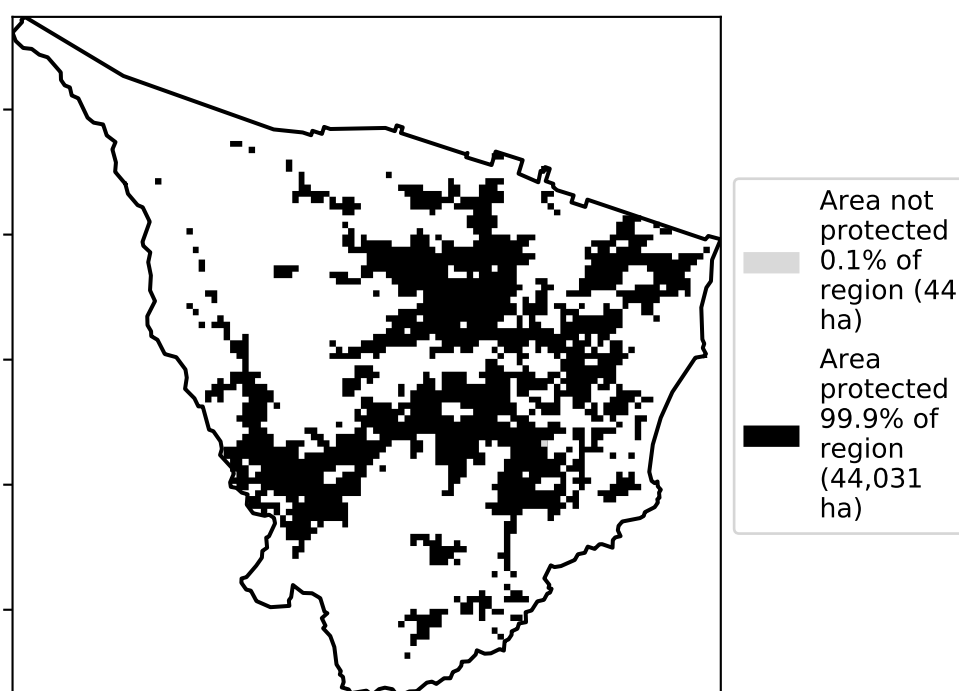 Area not
protected
0.1% of
region (44
ha)
Area
protected
99.9% of
region
(44,031
ha)